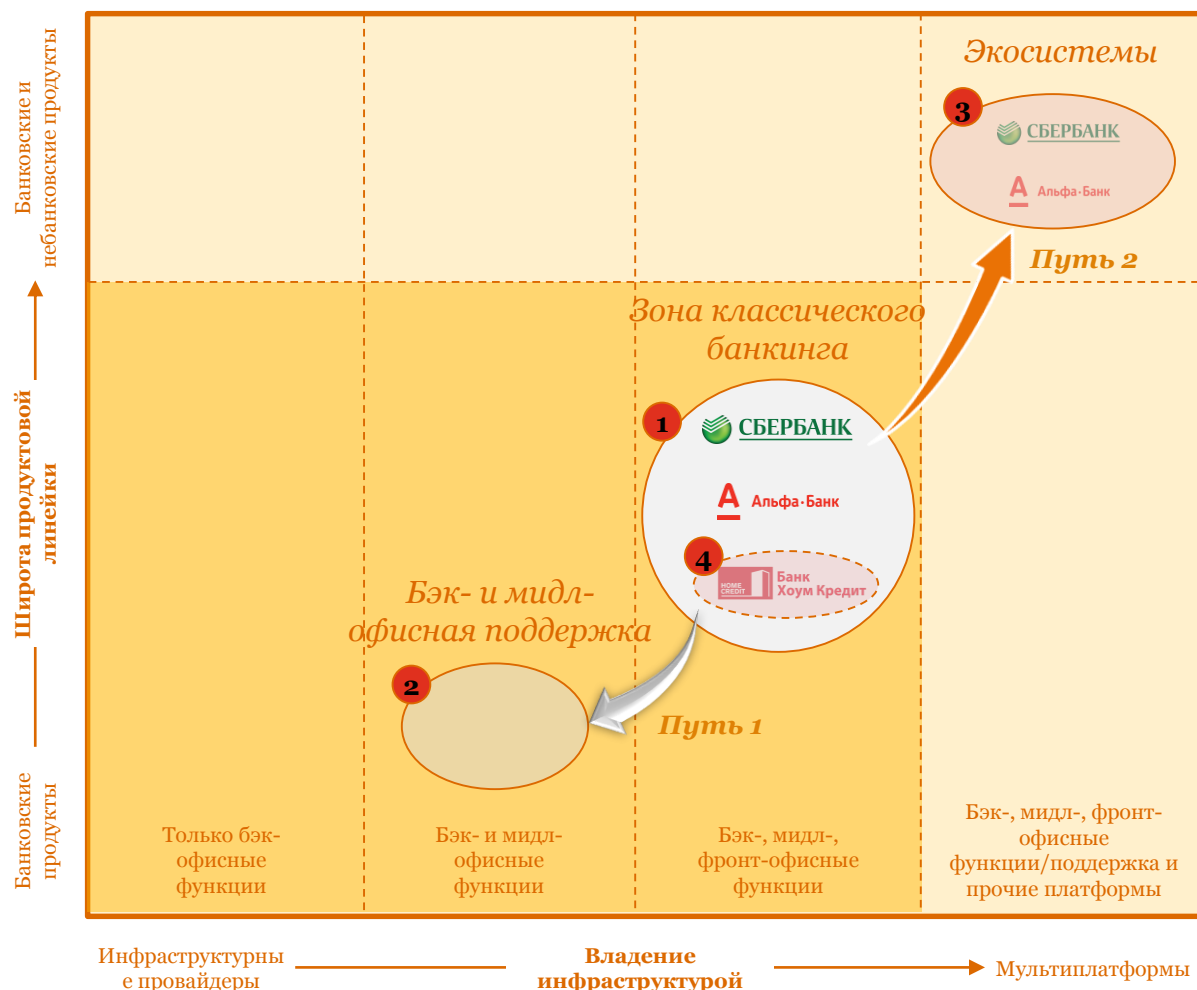 Экосистемы
3
СБЕРБАНК
Альфа·Банк
Путь 2
Банковские и
небанковские продукты
Зона классического
банкинга
1
СБЕРБАНК
Альфа·Банк
4
HOME
CREDIT
Банк
Хоум Кредит
Широта продуктовой
линейки
Бэк- и мидл-
офисная поддержка
2
Путь 1
Банковские
продукты
Только бэк-
офисные
функции
Бэк- и мидл-
офисные
функции
Бэк-, мидл-,
фронт-офисные
функции
Бэк-, мидл-, фронт-
офисные
функции/поддержка и
прочие платформы
Инфраструктурны
е провайдеры
Владение
инфраструктурой
Мультиплатформы